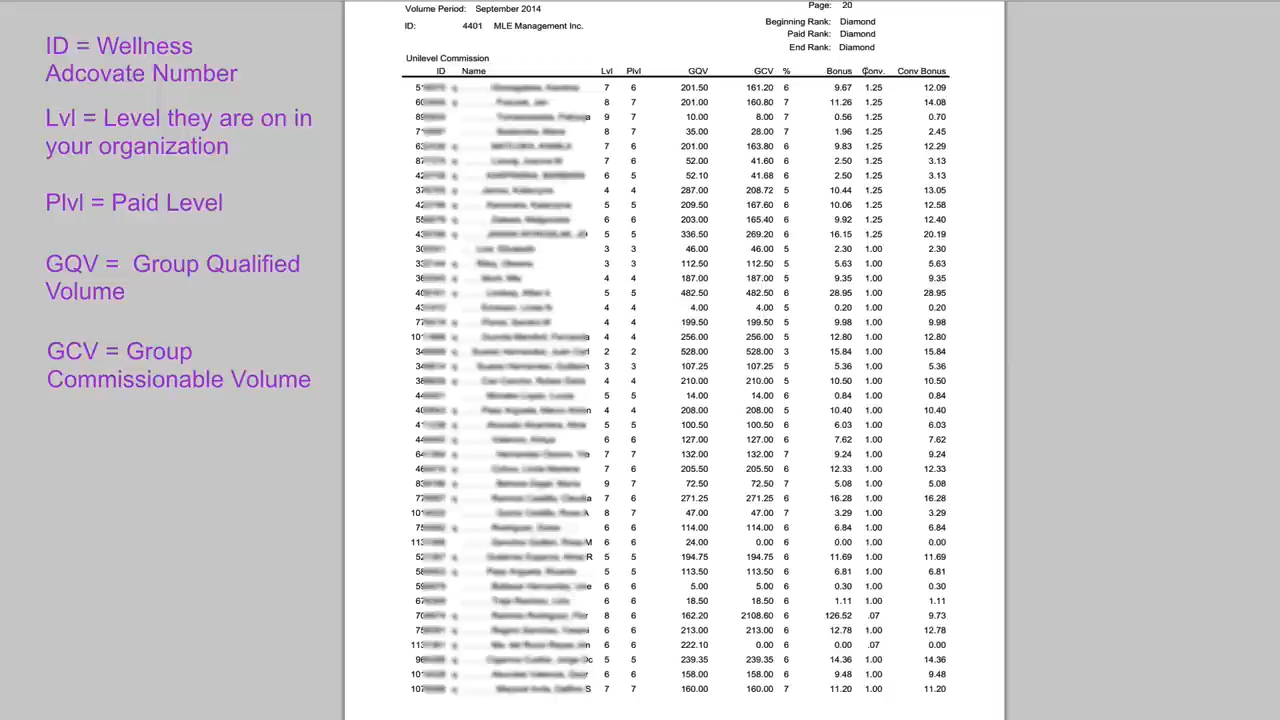 ID = Wellness
Adcovate Number
Lvl = Level they are on in
your organization
Plvl = Paid Level
GQV =  Group Qualified
Volume
GCV = Group
Commissionable Volume
Page: 20
Volume Period: September 2014
ID: 4401 MLE Management Inc.
Beginning Rank: Diamond
Paid Rank: Diamond
End Rank: Diamond
Unilevel Commission
ID Name Lvl Plvl GQV GCV % Bonus Conv. Conv Bonus
7 6 201.50 161.20 6 9.67 1.25 12.09
8 7 201.00 160.80 7 11.26 1.25 14.08
9 7 10.00 8.00 7 0.56 1.25 0.70
8 7 35.00 28.00 7 1.96 1.25 2.45
7 6 201.00 163.80 6 9.83 1.25 12.29
7 6 52.00 41.60 6 2.50 1.25 3.13
6 5 52.10 41.68 6 2.50 1.25 3.13
4 4 287.00 208.72 5 10.44 1.25 13.05
5 5 209.50 167.60 6 10.06 1.25 12.58
6 6 203.00 165.40 6 9.92 1.25 12.40
5 5 336.50 269.20 6 16.15 1.25 20.19
3 3 46.00 46.00 5 2.30 1.00 2.30
3 3 112.50 112.50 5 5.63 1.00 5.63
4 4 187.00 187.00 5 9.35 1.00 9.35
5 5 482.50 482.50 6 28.95 1.00 28.95
4 4 4.00 4.00 5 0.20 1.00 0.20
4 4 199.50 199.50 5 9.98 1.00 9.98
4 4 256.00 256.00 5 12.80 1.00 12.80
2 2 528.00 528.00 3 15.84 1.00 15.84
3 3 107.25 107.25 5 5.36 1.00 5.36
4 4 210.00 210.00 5 10.50 1.00 10.50
5 5 14.00 14.00 6 0.84 1.00 0.84
4 4 208.00 208.00 5 10.40 1.00 10.40
5 5 100.50 100.50 6 6.03 1.00 6.03
6 6 127.00 127.00 6 7.62 1.00 7.62
7 7 132.00 132.00 7 9.24 1.00 9.24
7 6 205.50 205.50 6 12.33 1.00 12.33
9 7 72.50 72.50 7 5.08 1.00 5.08
7 6 271.25 271.25 6 16.28 1.00 16.28
8 7 47.00 47.00 7 3.29 1.00 3.29
6 6 114.00 114.00 6 6.84 1.00 6.84
6 6 24.00 0.00 6 0.00 1.00 0.00
5 5 194.75 194.75 6 11.69 1.00 11.69
5 5 113.50 113.50 6 6.81 1.00 6.81
6 6 5.00 5.00 6 0.30 1.00 0.30
6 6 18.50 18.50 6 1.11 1.00 1.11
8 6 162.20 2108.60 6 126.52 .07 9.73
6 6 213.00 213.00 6 12.78 1.00 12.78
6 6 222.10 0.00 6 0.00 .07 0.00
5 5 239.35 239.35 6 14.36 1.00 14.36
6 6 158.00 158.00 6 9.48 1.00 9.48
7 7 160.00 160.00 7 11.20 1.00 11.20